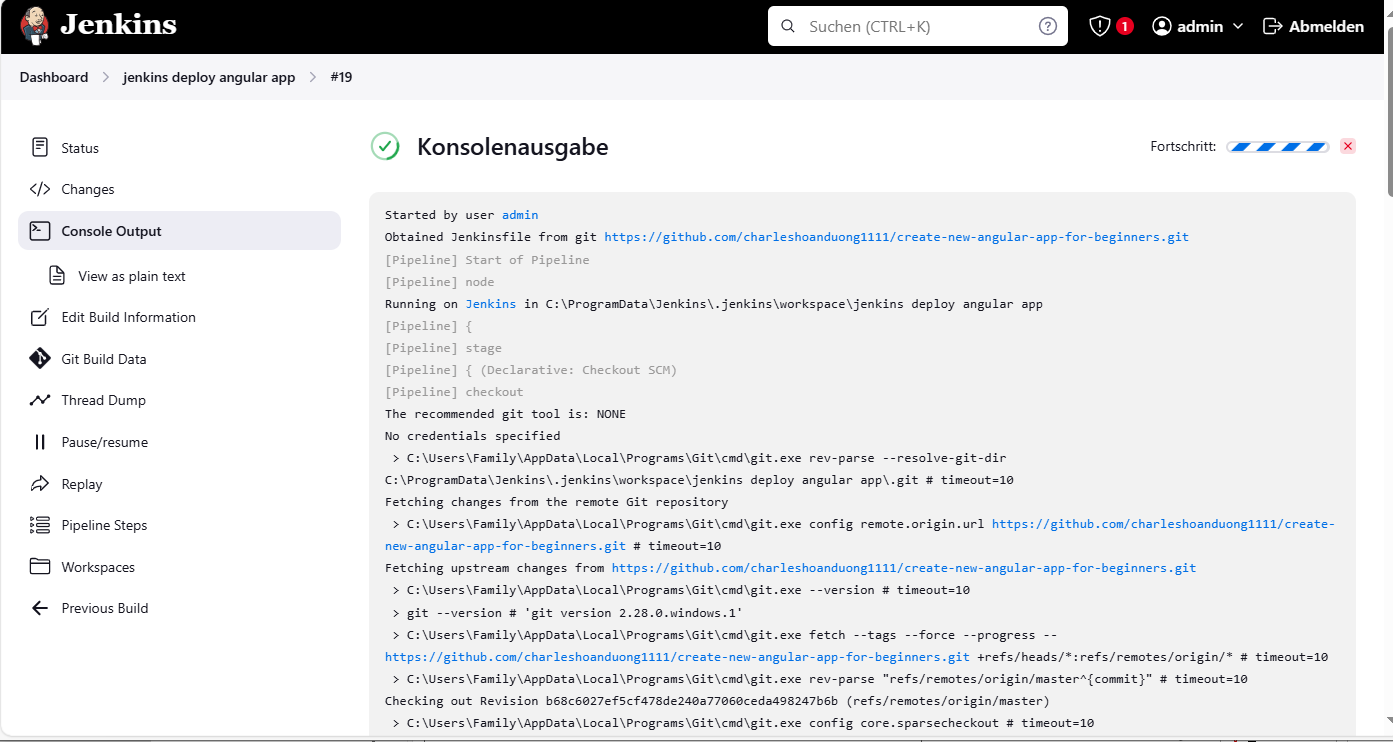 Jenkins
Suchen (CTRL+K)
1
admin
Abmelden
Dashboard
jenkins deploy angular app
#19
Status
Changes
Console Output
View as plain text
Edit Build Information
Git Build Data
Thread Dump
Pause/resume
Replay
Pipeline Steps
Workspaces
Previous Build
Konsolenausgabe
Fortschritt:
Started by user admin
Obtained Jenkinsfile from git https://github.com/charleshoanduong1111/create-new-angular-app-for-beginners.git
[Pipeline] Start of Pipeline
[Pipeline] node
Running on Jenkins in C:\ProgramData\Jenkins\.jenkins\workspace\jenkins deploy angular app
[Pipeline] {
[Pipeline] stage
[Pipeline] { (Declarative: Checkout SCM)
[Pipeline] checkout
The recommended git tool is: NONE
No credentials specified
> C:\Users\Family\AppData\Local\Programs\Git\cmd\git.exe rev-parse --resolve-git-dir
C:\ProgramData\Jenkins\.jenkins\workspace\jenkins deploy angular app\.git # timeout=10
Fetching changes from the remote Git repository
> C:\Users\Family\AppData\Local\Programs\Git\cmd\git.exe config remote.origin.url https://github.com/charleshoanduong1111/create-
new-angular-app-for-beginners.git # timeout=10
Fetching upstream changes from https://github.com/charleshoanduong1111/create-new-angular-app-for-beginners.git
> C:\Users\Family\AppData\Local\Programs\Git\cmd\git.exe --version # timeout=10
> git --version # 'git version 2.28.0.windows.1'
> C:\Users\Family\AppData\Local\Programs\Git\cmd\git.exe fetch --tags --force --progress --
https://github.com/charleshoanduong1111/create-new-angular-app-for-beginners.git +refs/heads/*:refs/remotes/origin/* # timeout=10
> C:\Users\Family\AppData\Local\Programs\Git\cmd\git.exe rev-parse "refs/remotes/origin/master^{commit}" # timeout=10
Checking out Revision b68c6027ef5cf478de240a77060ceda498247b6b (refs/remotes/origin/master)
> C:\Users\Family\AppData\Local\Programs\Git\cmd\git.exe config core.sparsecheckout # timeout=10